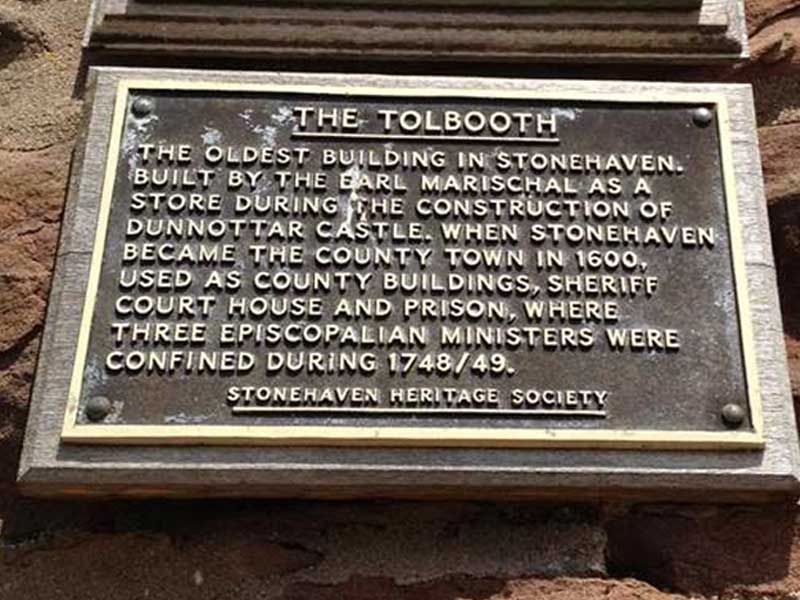 THE TOLBOOTH
THE OLDEST BUILDING IN STONEHAVEN.
BUILT BY THE EARL MARISCHAL AS A
STORE DURING THE CONSTRUCTION OF
DUNNOTTAR CASTLE. WHEN STONEHAVEN
BECAME THE COUNTY TOWN IN 1600,
USED AS COUNTY BUILDINGS, SHERIFF
COURT HOUSE AND PRISON, WHERE
THREE EPISCOPALIAN MINISTERS WERE
CONFINED DURING 1748/49.
STONEHAVEN HERITAGE SOCIETY